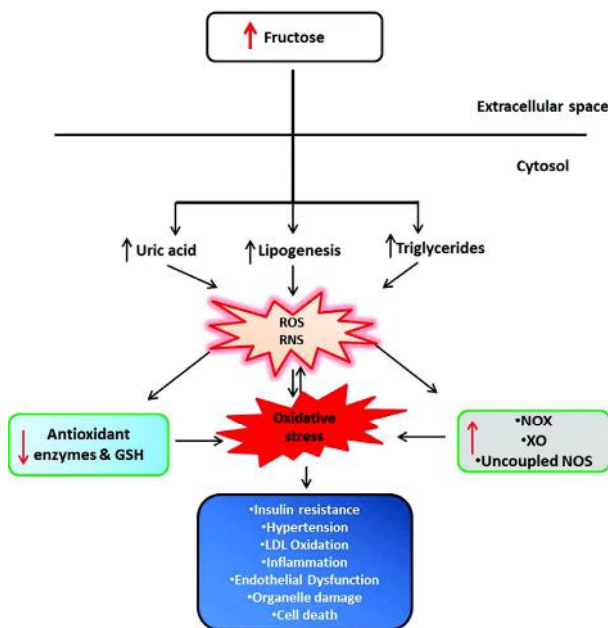 Fructose
Extracellular space
Cytosol
Uric acid
Lipogenesis
Triglycerides
ROS
RNS
Antioxidant
enzymes & GSH
Oxidative
stress
•NOX
•XO
•Uncoupled NOS
•Insulin resistance
•Hypertension
•LDL Oxidation
•Inflammation
•Endothelial Dysfunction
•Organelle damage
•Cell death